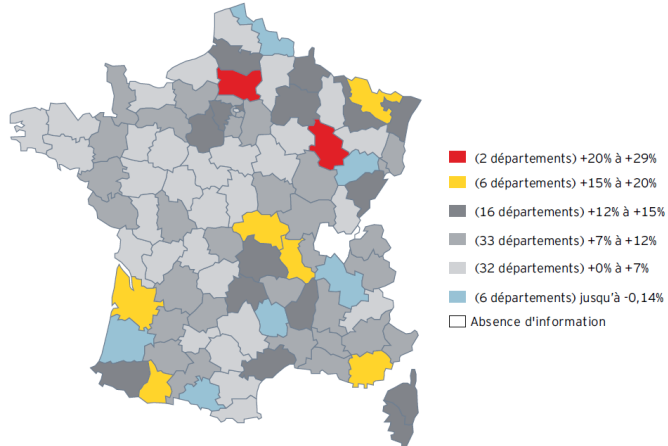 (2 départements) +20% à +29%
(6 départements) +15% à +20%
(16 départements) +12% à +15%
(33 départements) +7% à +12%
(32 départements) +0% à +7%
(6 départements) jusqu'à -0,14%
Absence d'information